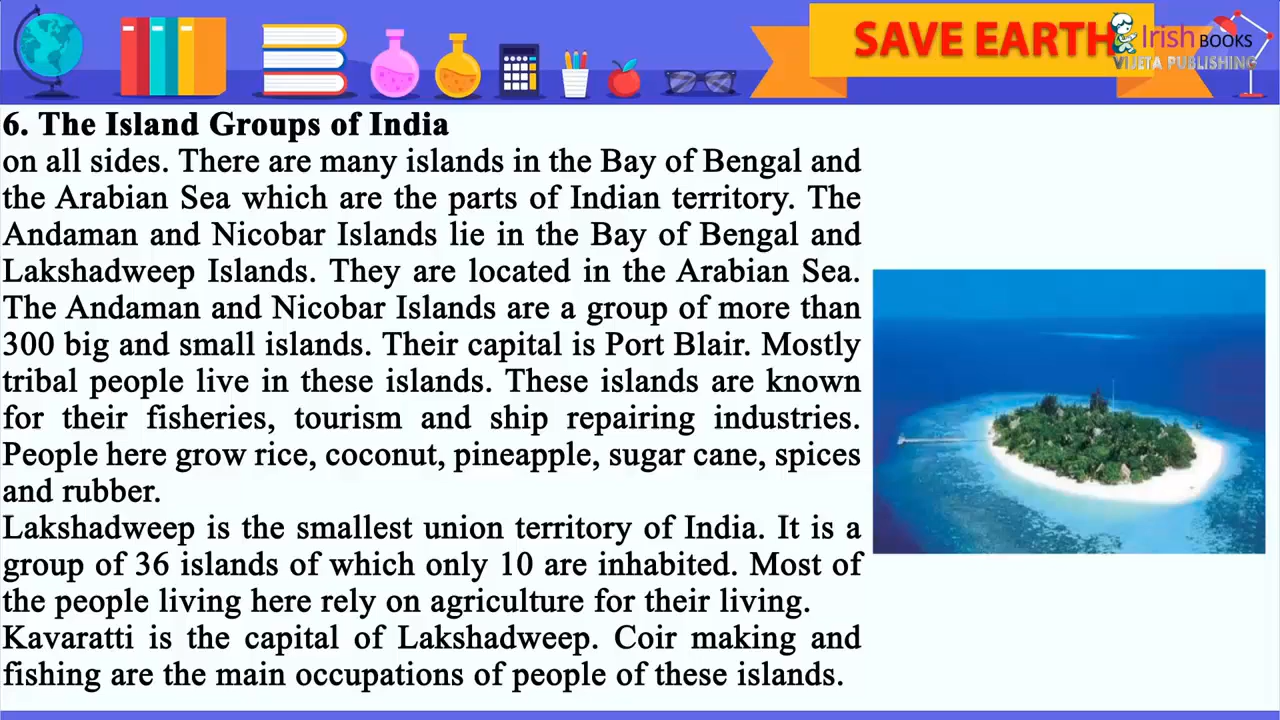 SAVE EARTH
Irish BOOKS
VIJETA PUBLISHING
6. The Island Groups of India
on all sides. There are many islands in the Bay of Bengal and
the Arabian Sea which are the parts of Indian territory. The
Andaman and Nicobar Islands lie in the Bay of Bengal and
Lakshadweep Islands. They are located in the Arabian Sea.
The Andaman and Nicobar Islands are a group of more than
300 big and small islands. Their capital is Port Blair. Mostly
tribal people live in these islands. These islands are known
for their fisheries, tourism and ship repairing industries.
People here grow rice, coconut, pineapple, sugar cane, spices
and rubber.
Lakshadweep is the smallest union territory of India. It is a
group of 36 islands of which only 10 are inhabited. Most of
the people living here rely on agriculture for their living.
Kavaratti is the capital of Lakshadweep. Coir making and
fishing are the main occupations of people of these islands.